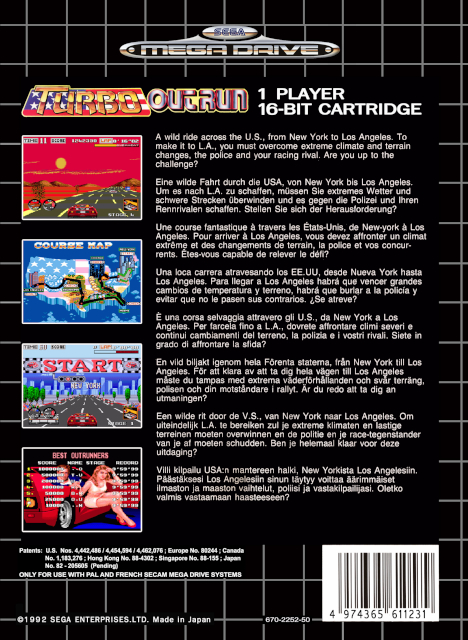 SEGA
MEGA DRIVE
TURBO OUTRUN
1 PLAYER
16-BIT CARTRIDGE
A wild ride across the U.S., from New York to Los Angeles. To
make it to L.A., you must overcome extreme climate and terrain
changes, the police and your racing rival. Are you up to the
challenge?
Eine wilde Fahrt durch die USA, von New York bis Los Angeles.
Um es nach L.A. zu schaffen, müssen Sie extremes Wetter und
schwere Strecken überwinden und es gegen die Polizei und Ihren
Rennrivalen schaffen. Stellen Sie sich der Herausforderung?
Une course fantastique à travers les États-Unis, de New-york à Los
Angeles. Pour arriver à Los Angeles, vous devez affronter un climat
extrême et des changements de terrain, la police et vos concur-
rents. Êtes-vous capable de relever le défi?
Una loca carrera atravesando los EE.UU, desde Nueva York hasta
Los Angeles. Para llegar a Los Angeles habrá que vencer grandes
cambios de temperatura y terreno, habrá que burlar a la policía y
evitar que no le pasen sus contrarios. ¿Se atreve?
È una corsa selvaggia attravero gli U.S., da New York a Los
Angeles. Per farcela fino a L.A., dovrete affrontare climi severi e
continui cambiamenti del terreno, la polizia e i vostri rivali. Siete in
grado di affrontare la sfida?
En vild biljakt igenom hela Förenta staterna, från New York till Los
Angeles. För att klara av att ta dig hela vägen till Los Angeles
måste du tampas med extrema väderförhållanden och svår terräng,
polisen och din motståndare i rallyt. Är du redo att ta dig an
utmaningen?
Een wilde rit door de V.S., van New York naar Los Angeles. Om
uiteindelijk L.A. te bereiken zul je extreme klimaten en lastige
terreinen moeten overwinnen en de politie en je race-tegenstander
van je af moeten schudden. Ben je helemaal klaar voor deze
uitdaging?
Villi kilpailu USA:n mantereen halki, New Yorkista Los Angelesiin.
Päästäksesi Los Angelesiin sinun täytyy voittaa äärimmäiset
ilmaston ja maaston vaihtelut, poliisi ja vastakilpailijasi. Oletko
valmis vastaamaan haasteeseen?
TIME SCORE
STAGE 1
COURSE MAP
TIME SCORE
START
NEW YORK
STAGE 1
BEST OUTRUNNERS
SCORE NAME STAGE RECORD
Patents: U.S. Nos. 4,442,486 / 4,454,594 / 4,462,076 ; Europe No. 80244 ; Canada
No. 1,183,276 ; Hong Kong No. 88-4302 ; Singapore No. 88-155 ; Japan
No. 82 - 205605 (Pending)
ONLY FOR USE WITH PAL AND FRENCH SECAM MEGA DRIVE SYSTEMS
©1992 SEGA ENTERPRISES.LTD. Made in Japan
670-2252-50
4 974365 611231